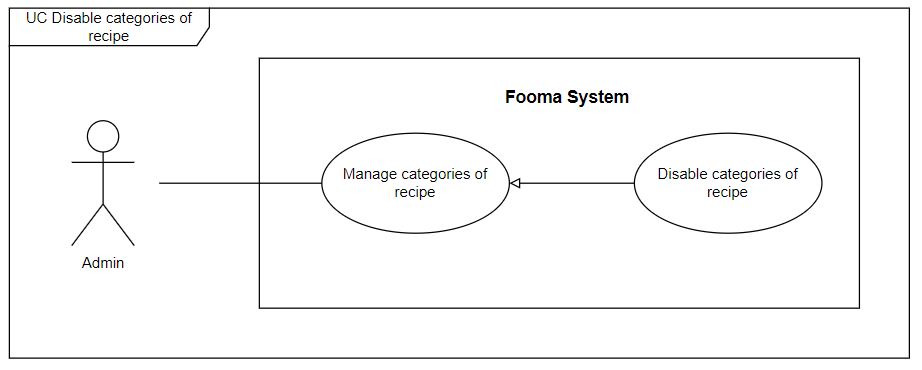 UC Disable categories of
recipe
Fooma System
Manage categories of
recipe
Disable categories of
recipe
Admin